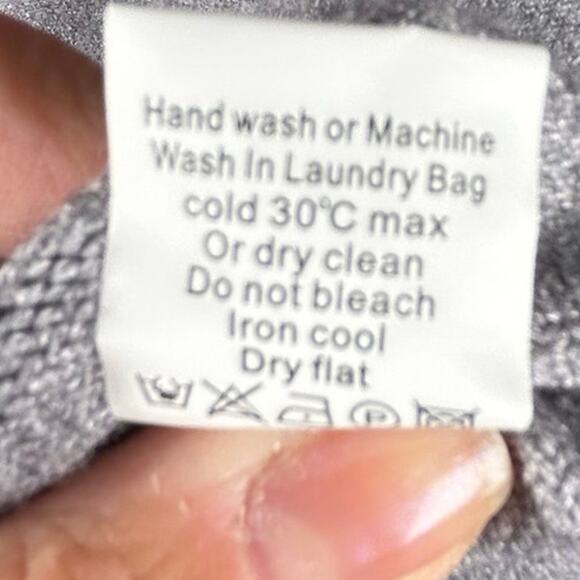 Hand wash or Machine
Wash In Laundry Bag
cold 30°C max
Or dry clean
Do not bleach
Iron cool
Dry flat
P